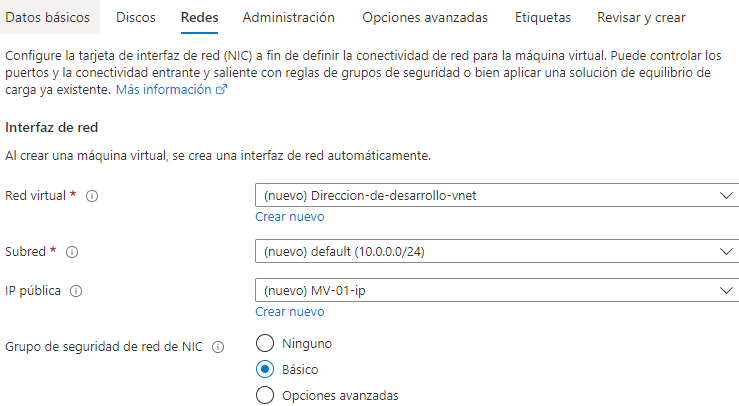 Datos básicos Discos Redes Administración Opciones avanzadas Etiquetas Revisar y crear
Configure la tarjeta de interfaz de red (NIC) a fin de definir la conectividad de red para la máquina virtual. Puede controlar los
puertos y la conectividad entrante y saliente con reglas de grupos de seguridad o bien aplicar una solución de equilibrio de
carga ya existente. Más información
Interfaz de red
Al crear una máquina virtual, se crea una interfaz de red automáticamente.
Red virtual * (nuevo) Direccion-de-desarrollo-vnet
Crear nuevo
Subred * (nuevo) default (10.0.0.0/24)
IP pública (nuevo) MV-01-ip
Crear nuevo
Grupo de seguridad de red de NIC Ninguno
Básico
Opciones avanzadas